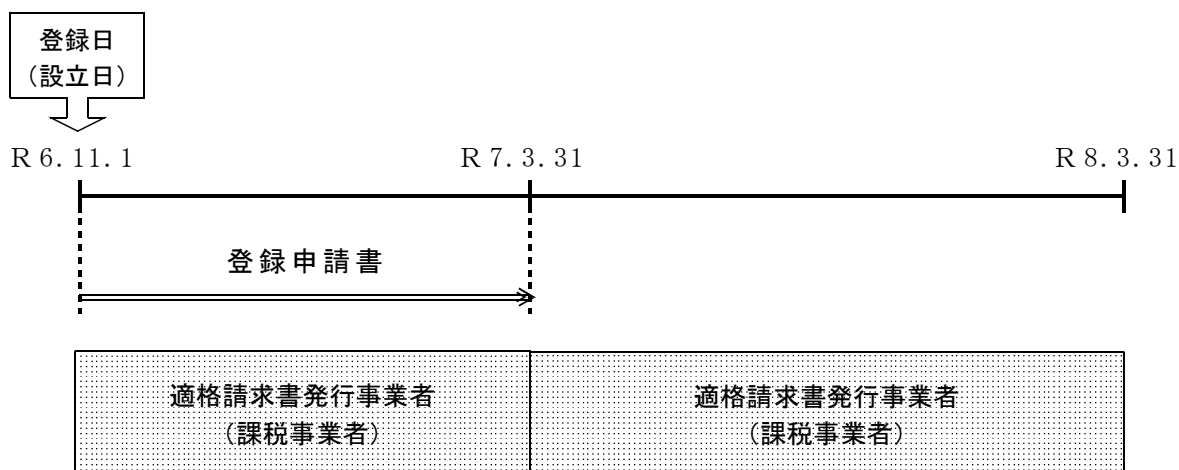 登録日
（設立日）
Ｒ６．11．１
Ｒ７．３．31
Ｒ８．３．31
登録申請書
適格請求書発行事業者
（課税事業者）
適格請求書発行事業者
（課税事業者）